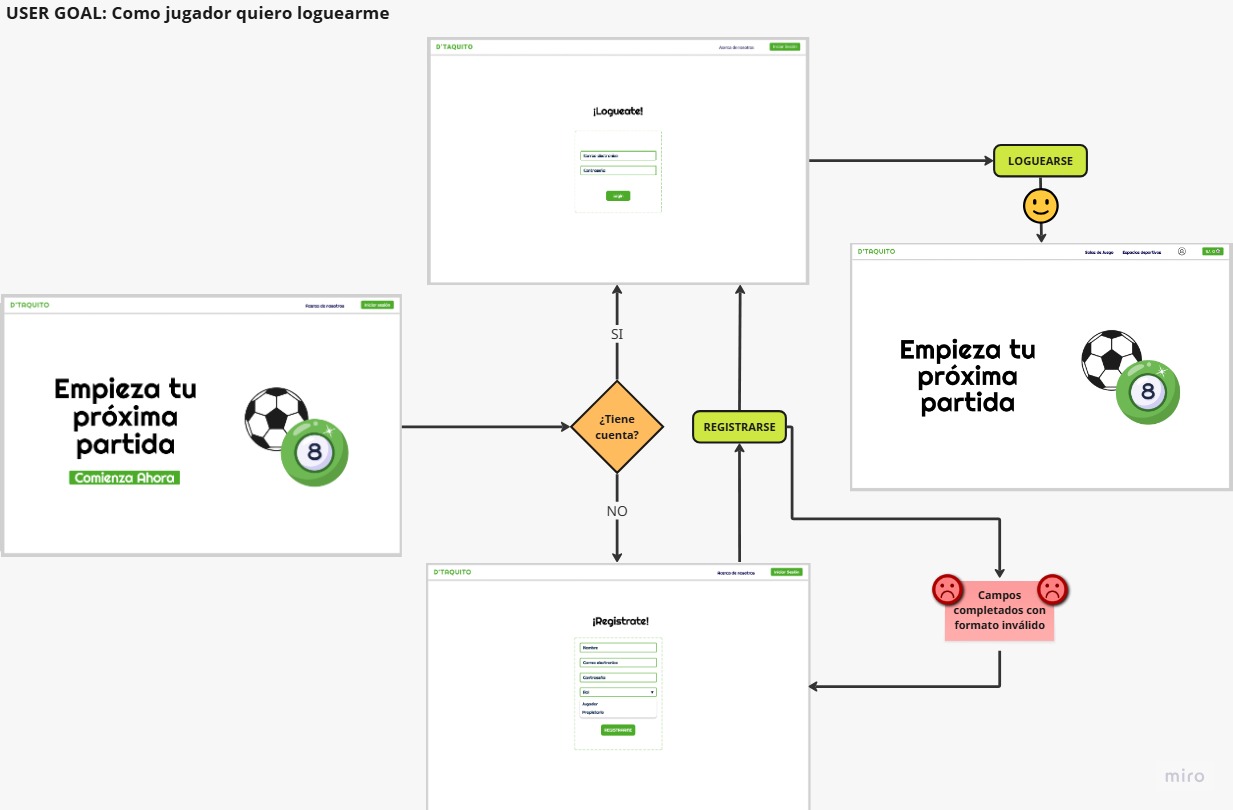 USER GOAL: Como jugador quiero loguearme
D'TAQUITO
Acerca de nosotros
Iniciar Sesión
¡Logueate!
Correo electronico
Contraseña
LOGUEARSE
D'TAQUITO
Salas de Juego
Espacios deportivos
Empieza tu
próxima
partida
8
D'TAQUITO
Acerca de nosotros
Iniciar sesión
Empieza tu
próxima
partida
Comienza Ahora
8
SI
¿Tiene
cuenta?
NO
REGISTRARSE
D'TAQUITO
Acerca de nosotros
Iniciar Sesión
¡Registrate!
Nombre
Correo electronico
Contraseña
Rol
Jugador
Propietario
REGISTRARSE
Campos
completados con
formato inválido
miro